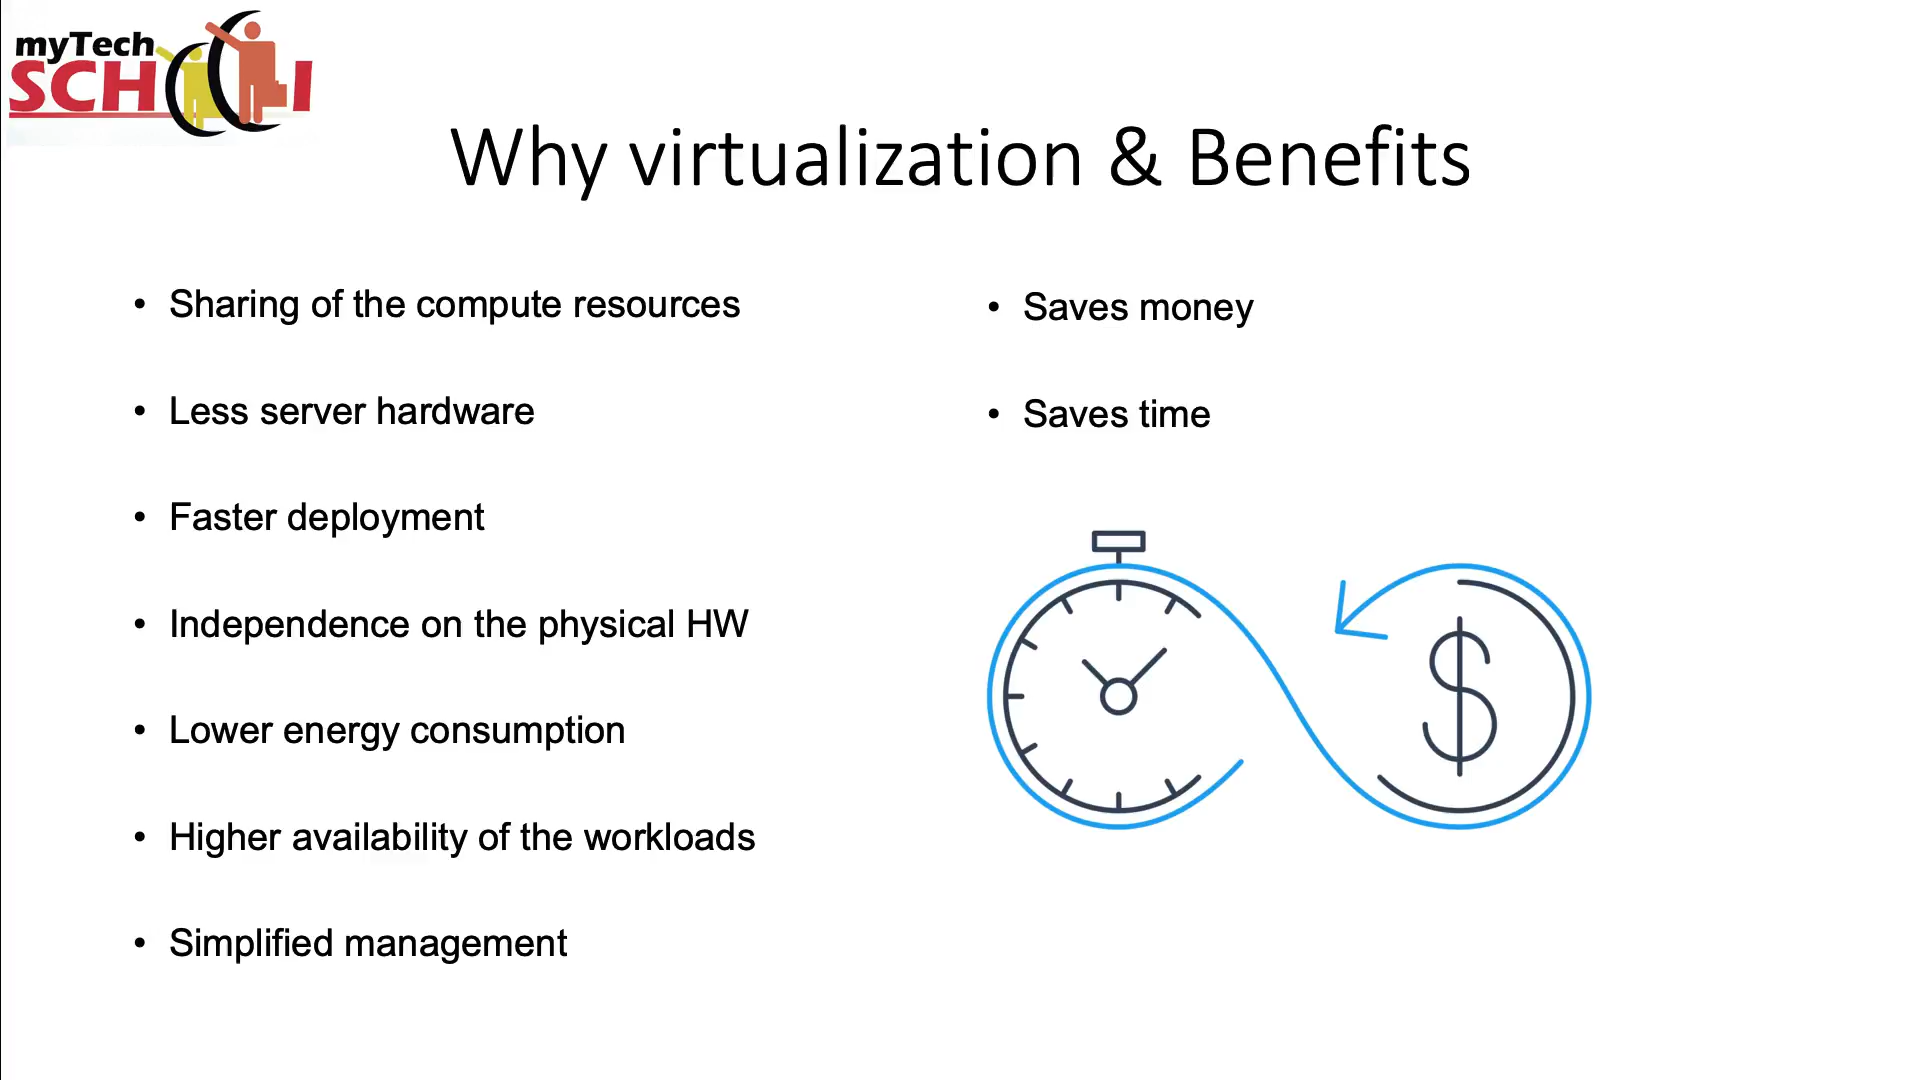 myTech
SCHOOl
Why virtualization & Benefits
• Sharing of the compute resources
• Less server hardware
• Faster deployment
• Independence on the physical HW
• Lower energy consumption
• Higher availability of the workloads
• Simplified management
• Saves money
• Saves time
$